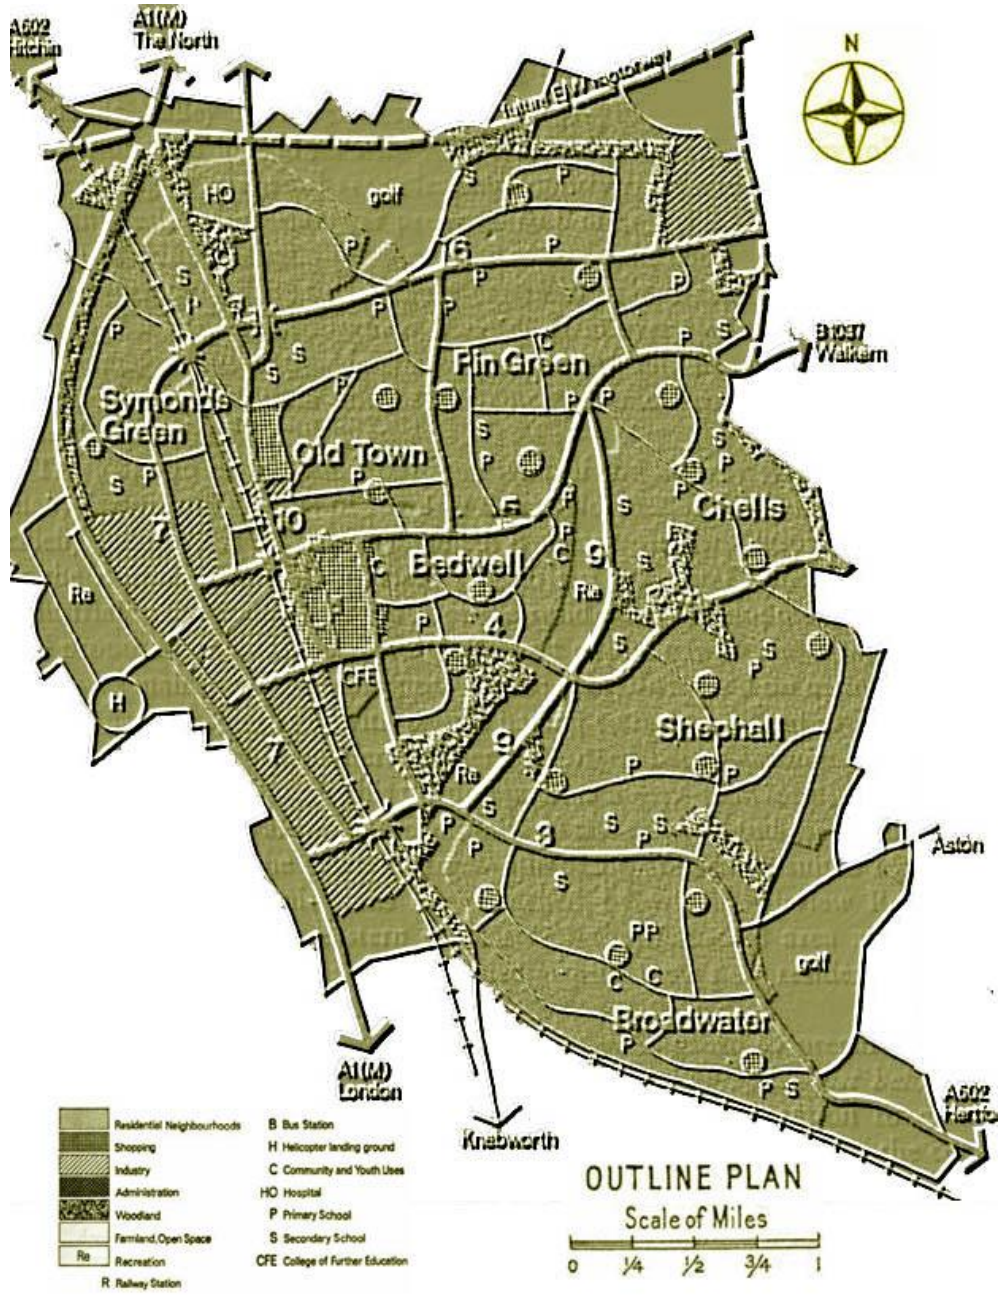 A602
Hitchin
A1(M)
The North
N
future E/W motorway
HO
golf
S
P
P
S
P
6
P
P
S
P
P
P
P
S
B1037
Walkern
P
S
C
Pin Green
S
P
P
P
Symonds
Green
9
S
P
Old Town
P
S
P
S
P
Chells
S
7
10
5
P
P
C
Bedwell
C
9
S
Ra
Ra
P
4
S
S
P
H
CFE
Shephall
7
9
Ra
P
P
S
P
3
S
S
P
S
P
S
Aston
PP
golf
C
C
Broadwater
P
P
S
A1(M)
London
Knebworth
A602
Hertfo
Residential Neighbourhoods
Shopping
Industry
Administration
Woodland
Farmland, Open Space
Re Recreation
R Railway Station
B Bus Station
H Helicopter landing ground
C Community and Youth Uses
HO Hospital
P Primary School
S Secondary School
CFE College of Further Education
OUTLINE PLAN
Scale of Miles
0 1/4 1/2 3/4 1